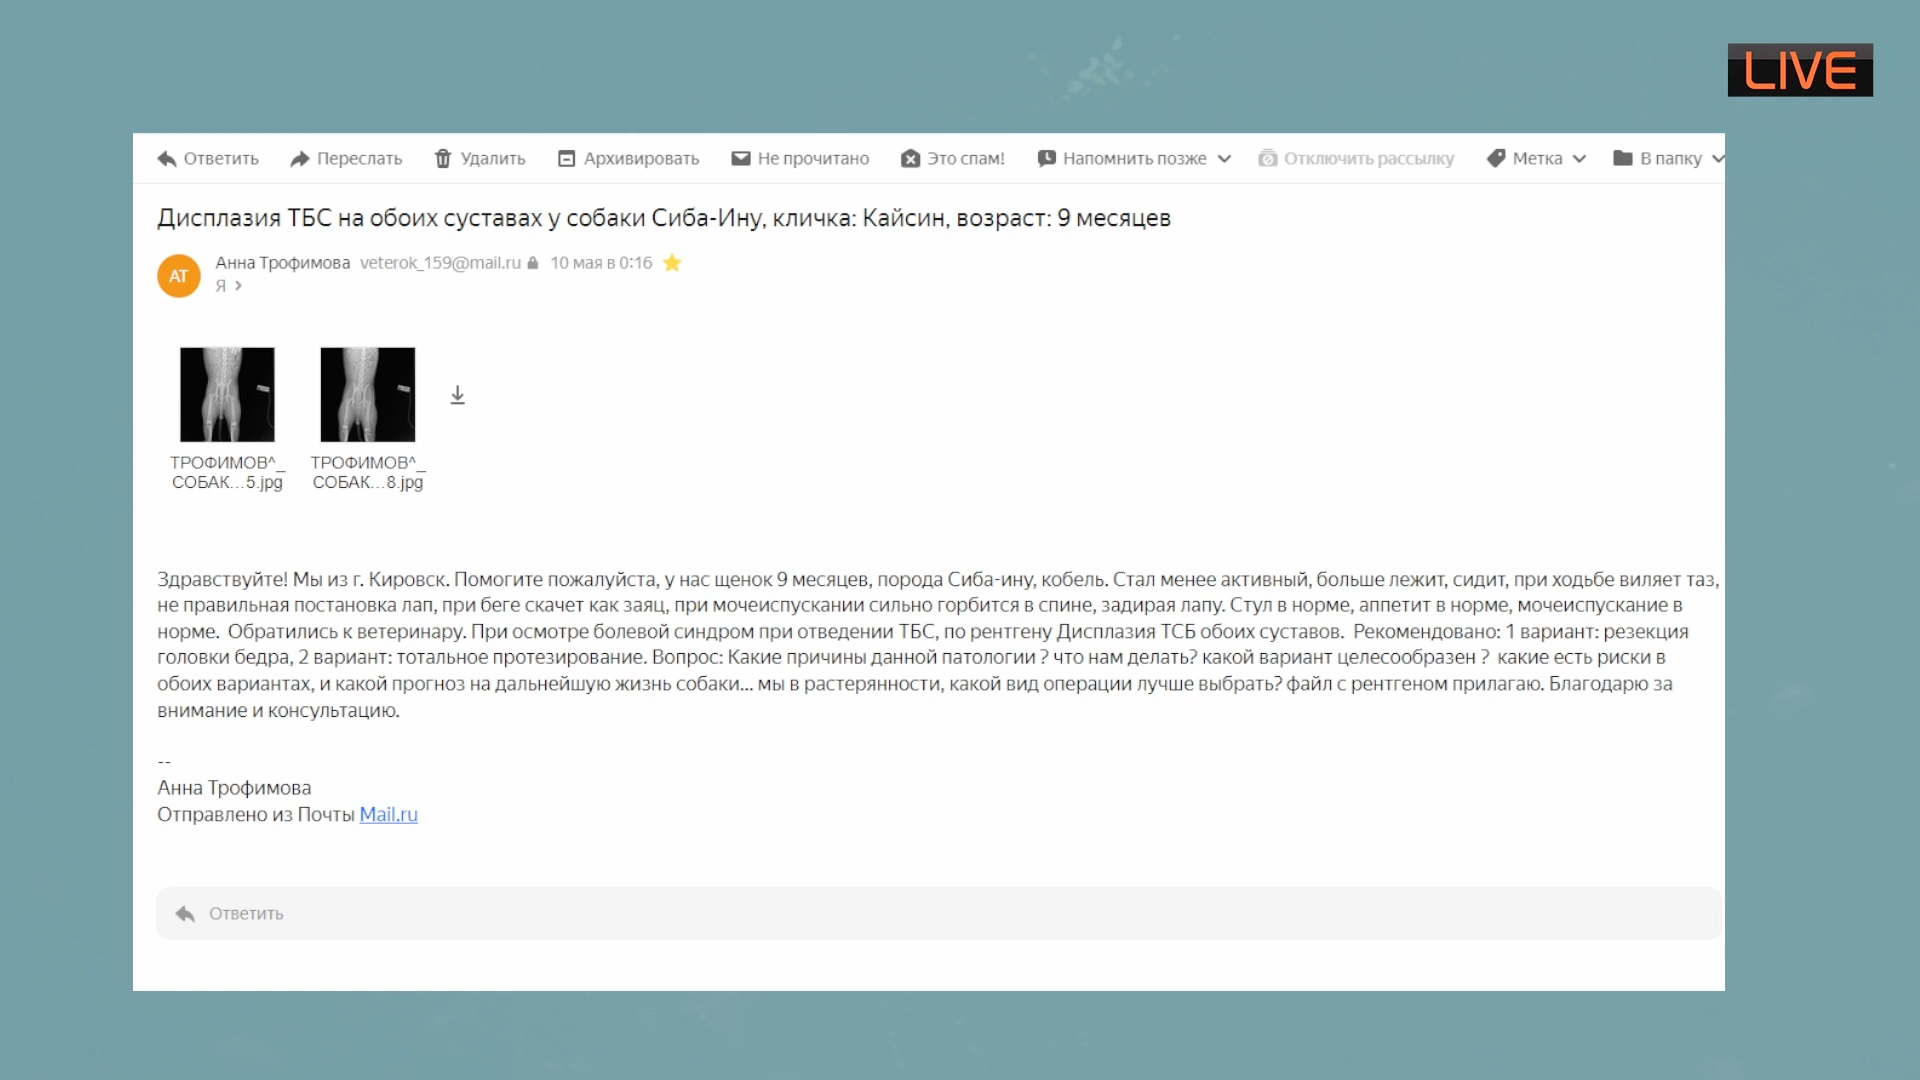 LIVE
Ответить Переслать Удалить Архивировать Не прочитано Это спам! Напомнить позже Отключить рассылку Метка В папку
Дисплазия ТБС на обоих суставах у собаки Сиба-Ину, кличка: Кайсин, возраст: 9 месяцев
АТ Анна Трофимова veterok_159@mail.ru 10 мая в 0:16
Я
ТРОФИМОВ^_ ТРОФИМОВ^_
СОБАК...5.jpg СОБАК...8.jpg
Здравствуйте! Мы из г. Кировск. Помогите пожалуйста, у нас щенок 9 месяцев, порода Сиба-ину, кобель. Стал менее активный, больше лежит, сидит, при ходьбе виляет таз,
не правильная постановка лап, при беге скачет как заяц, при мочеиспускании сильно горбится в спине, задирая лапу. Стул в норме, аппетит в норме, мочеиспускание в
норме. Обратились к ветеринару. При осмотре болевой синдром при отведении ТБС, по рентгену Дисплазия ТСБ обоих суставов. Рекомендовано: 1 вариант: резекция
головки бедра, 2 вариант: тотальное протезирование. Вопрос: Какие причины данной патологии ? что нам делать? какой вариант целесообразен ? какие есть риски в
обоих вариантах, и какой прогноз на дальнейшую жизнь собаки... мы в растерянности, какой вид операции лучше выбрать? файл с рентгеном прилагаю. Благодарю за
внимание и консультацию.
--
Анна Трофимова
Отправлено из Почты Mail.ru
Ответить